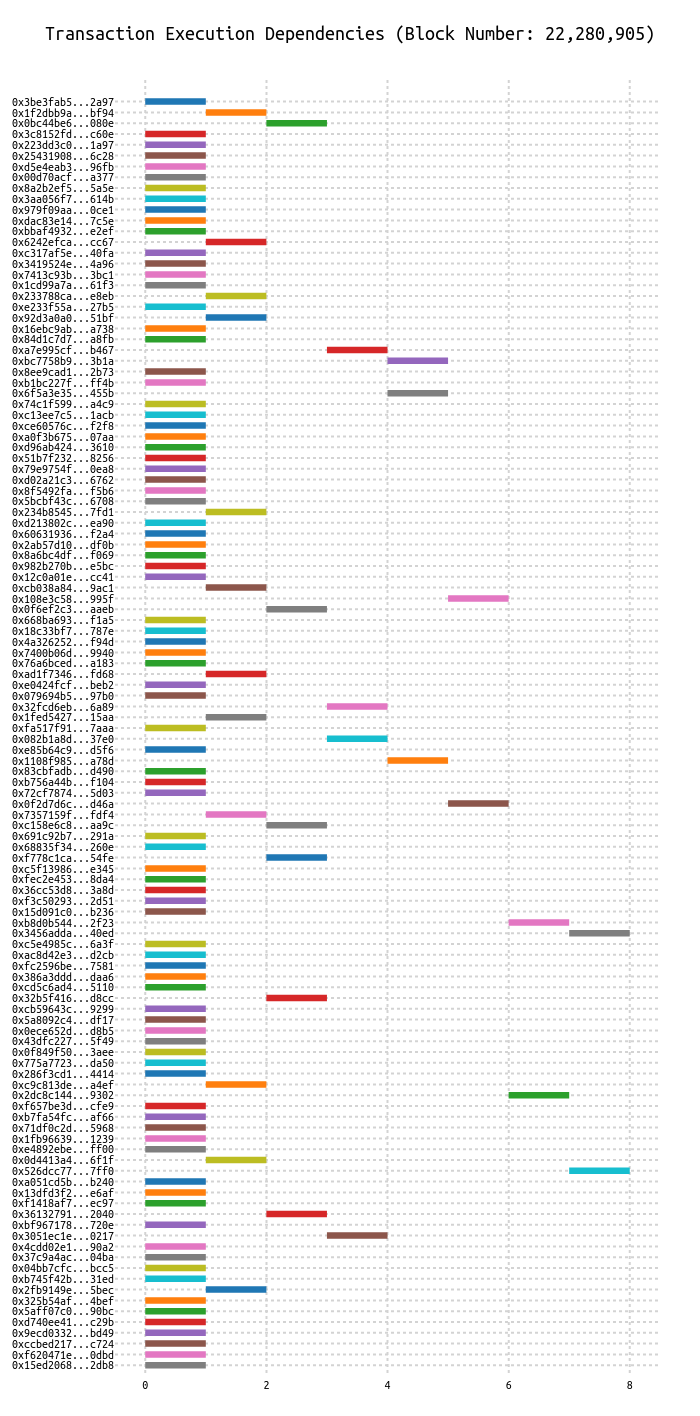 Transaction Execution Dependencies (Block Number: 22,280,905)
0x3be3fab5...2a97
0x1f2dbb9a...bf94
0x0bc44be6...080e
0x3c8152fd...c60e
0x223dd3c0...1a97
0x25431908...6c28
0xd5e4eab3...96fb
0x00d70acf...a377
0x8a2b2ef5...5a5e
0x3aa056f7...614b
0x979f09aa...0ce1
0xdac83e14...7c5e
0xbbaf4932...e2ef
0x6242efca...cc67
0xc317af5e...40fa
0x3419524e...4a96
0x7413c93b...3bc1
0x1cd99a7a...61f3
0x233788ca...e8eb
0xe233f55a...27b5
0x92d3a0a0...51bf
0x16ebc9ab...a738
0x84d1c7d7...a8fb
0xa7e995cf...b467
0xbc7758b9...3b1a
0x8ee9cad1...2b73
0xb1bc227f...ff4b
0x6f5a3e35...455b
0x74c1f599...a4c9
0xc13ee7c5...1acb
0xce60576c...f2f8
0xa0f3b675...07aa
0xd96ab424...3610
0x51b7f232...8256
0x79e9754f...0ea8
0xd02a21c3...6762
0x8f5492fa...f5b6
0x5bcbf43c...6708
0x234b8545...7fd1
0xd213802c...ea90
0x60631936...f2a4
0x2ab57d10...df0b
0x8a6bc4df...f069
0x982b270b...e5bc
0x12c0a01e...cc41
0xcb038a84...9ac1
0x108e3c58...995f
0x0f6ef2c3...aaeb
0x668ba693...f1a5
0x18c33bf7...787e
0x4a326252...f94d
0x7400b06d...9940
0x76a6bced...a183
0xad1f7346...fd68
0xe0424fcf...beb2
0x079694b5...97b0
0x32fcd6eb...6a89
0x1fed5427...15aa
0xfa517f91...7aaa
0x082b1a8d...37e0
0xe85b64c9...d5f6
0x1108f985...a78d
0x83cbfadb...d490
0xb756a44b...f104
0x72cf7874...5d03
0x0f2d7d6c...d46a
0x7357159f...fdf4
0xc158e6c8...aa9c
0x691c92b7...291a
0x68835f34...260e
0xf778c1ca...54fe
0xc5f13986...e345
0xfec2e453...8da4
0x36cc53d8...3a8d
0xf3c50293...2d51
0x15d091c0...b236
0xb8d0b544...2f23
0x3456adda...40ed
0xc5e4985c...6a3f
0xac8d42e3...d2cb
0xfc2596be...7581
0x386a3ddd...daa6
0xcd5c6ad4...5110
0x32b5f416...d8cc
0xcb59643c...9299
0x5a8092c4...df17
0x0ece652d...d8b5
0x43dfc227...5f49
0x0f849f50...3aee
0x775a7723...da50
0x286f3cd1...4414
0xc9c813de...a4ef
0x2dc8c144...9302
0xf657be3d...cfe9
0xb7fa54fc...af66
0x71df0c2d...5968
0x1fb96639...1239
0xe4892ebe...ff00
0x0d4413a4...6f1f
0x526dcc77...7ff0
0xa051cd5b...b240
0x13dfd3f2...e6af
0xf1418af7...ec97
0x36132791...2040
0xbf967178...720e
0x3051ec1e...0217
0x4cdd02e1...90a2
0x37c9a4ac...04ba
0x04bb7cfc...bcc5
0xb745f42b...31ed
0x2fb9149e...5bec
0x325b54af...4bef
0x5aff07c0...90bc
0xd740ee41...c29b
0x9ecd0332...bd49
0xccbed217...c724
0xf620471e...0dbd
0x15ed2068...2db8
0 2 4 6 8